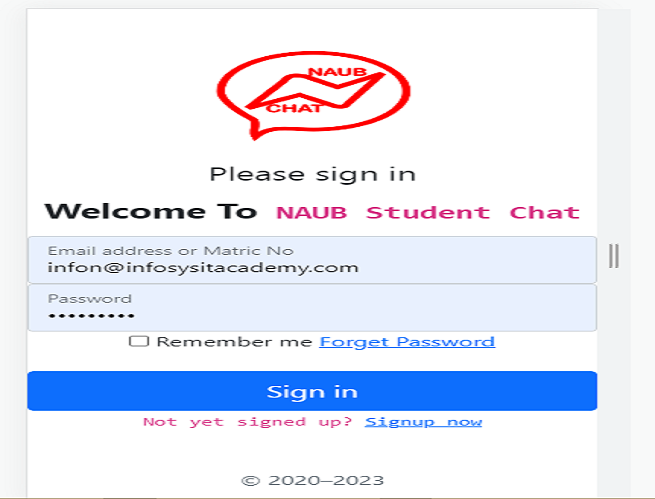 NAUB
CHAT
Please sign in
Welcome To NAUB Student Chat
Email address or Matric No
infon@infosysitacademy.com
Password
•••••••••
Remember me Forget Password
Sign in
Not yet signed up? Signup now
© 2020–2023